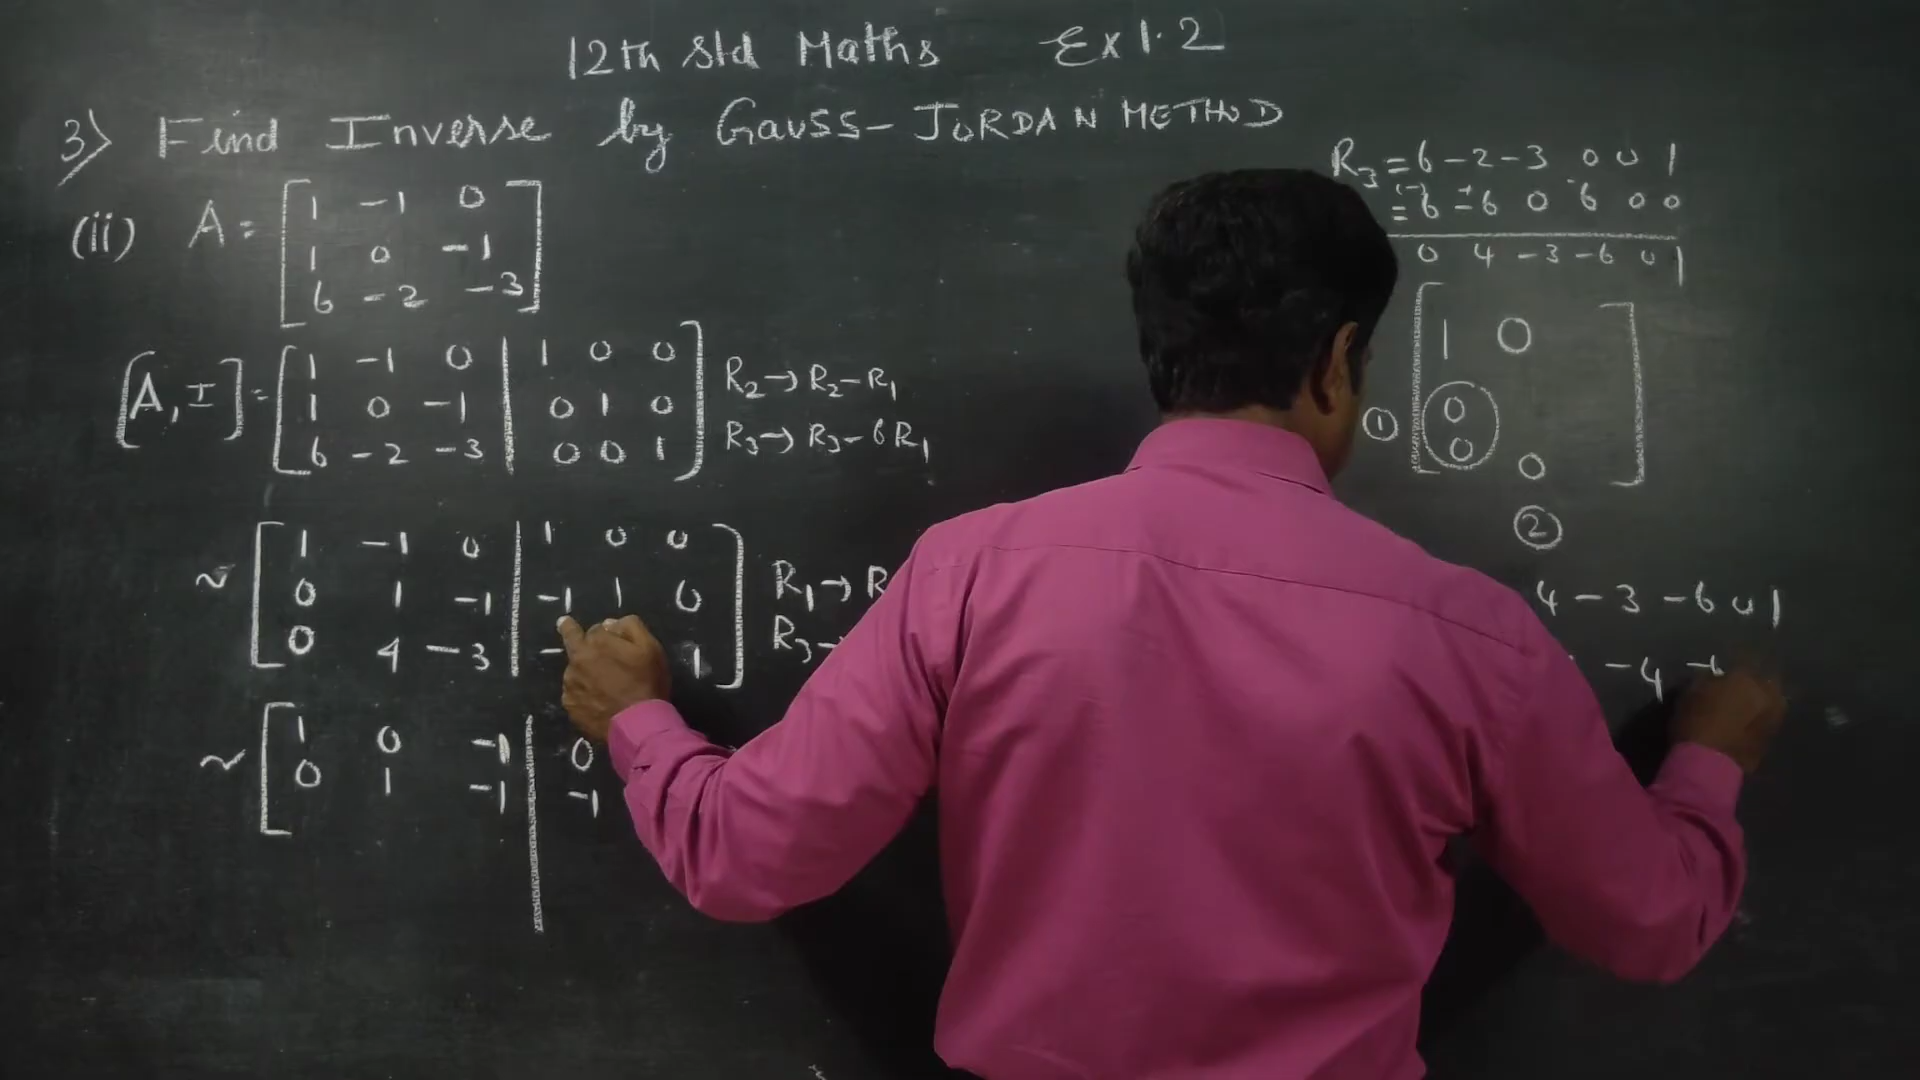 12th std Maths Ex 1.2
3) Find Inverse by GAUSS-JORDAN METHOD
(ii) A = [1 -1 0
1 0 -1
6 -2 -3]
[A, I] = [1 -1 0 | 1 0 0
1 0 -1 | 0 1 0
6 -2 -3 | 0 0 1]
R2→R2-R1
R3→R3-6R1
~ [1 -1 0 | 1 0 0
0 1 -1 | -1 1 0
0 4 -3 | - 1]
R1→R
R3→
~ [1 0 -1 | 0
0 1 -1 | -1
R3 = 6 -2 -3 0 0 1
(-) + -
= 6 -6 0 6 0 0
0 4 -3 -6 0 1
[1 0
① 0
0 0]
②
4 -3 -6 0 1
-4